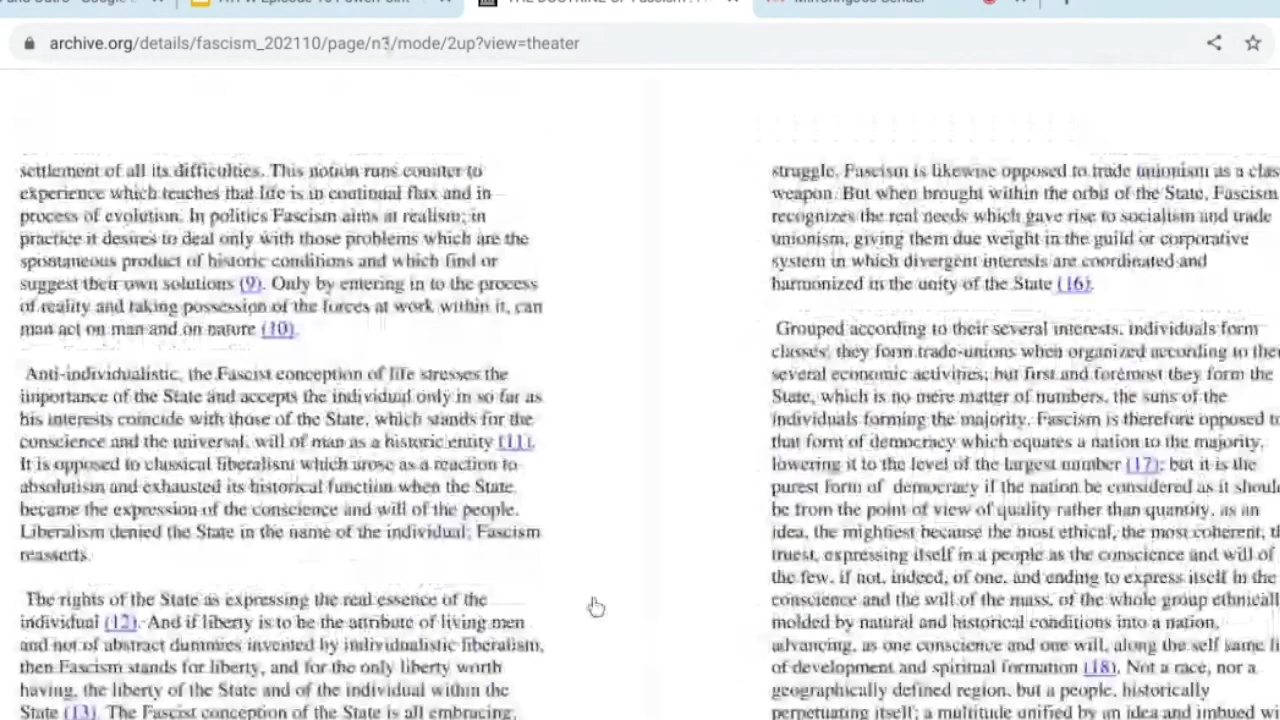 archive.org/details/fascism_202110/page/n3/mode/2up?view=theater
settlement of all its difficulties. This notion runs counter to
experience which teaches that life is in continual flux and in
process of evolution. In politics Fascism aims at realism; in
practice it desires to deal only with those problems which are the
spontaneous product of historic conditions and which find or
suggest their own solutions (9). Only by entering in to the process
of reality and taking possession of the forces at work within it, can
man act on man and on nature (10).
Anti-individualistic, the Fascist conception of life stresses the
importance of the State and accepts the individual only in so far as
his interests coincide with those of the State, which stands for the
conscience and the universal, will of man as a historic entity (11).
It is opposed to classical liberalism which arose as a reaction to
absolutism and exhausted its historical function when the State
became the expression of the conscience and will of the people.
Liberalism denied the State in the name of the individual; Fascism
reasserts
The rights of the State as expressing the real essence of the
individual (12). And if liberty is to be the attribute of living men
and not of abstract dummies invented by individualistic liberalism,
then Fascism stands for liberty, and for the only liberty worth
having, the liberty of the State and of the individual within the
State (13). The Fascist conception of the State is all embracing,
struggle, Fascism is likewise opposed to trade unionism as a clas
weapon. But when brought within the orbit of the State, Fascism
recognizes the real needs which gave rise to socialism and trade
unionism, giving them due weight in the guild or corporative
system in which divergent interests are coordinated and
harmonized in the unity of the State (16).
Grouped according to their several interests, individuals form
classes; they form trade-unions when organized according to thei
several economic activities; but first and foremost they form the
State, which is no mere matter of numbers, the suns of the
individuals forming the majority. Fascism is therefore opposed to
that form of democracy which equates a nation to the majority,
lowering it to the level of the largest number (17); but it is the
purest form of democracy if the nation be considered as it should
be from the point of view of quality rather than quantity, as an
idea, the mightiest because the most ethical, the most coherent, th
truest, expressing itself in a people as the conscience and will of
the few, if not, indeed, of one, and ending to express itself in the
conscience and the will of the mass, of the whole group ethnicall
molded by natural and historical conditions into a nation,
advancing, as one conscience and one will, along the self same li
of development and spiritual formation (18). Not a race, nor a
geographically defined region, but a people, historically
perpetuating itself; a multitude unified by an idea and imbued wi